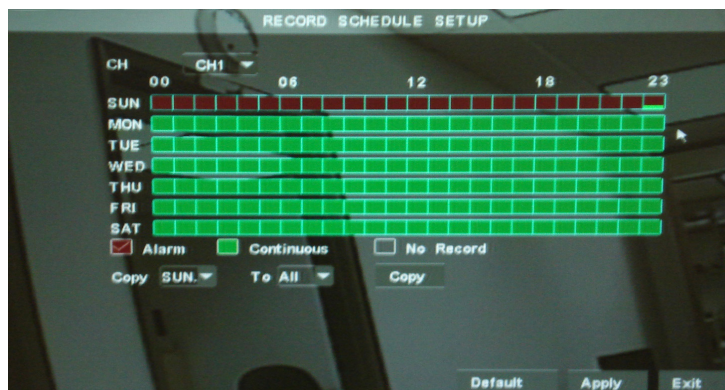 RECORD SCHEDULE SETUP
CH CH1
00 06 12 18 23
SUN
MON
TUE
WED
THU
FRI
SAT
Alarm Continuous No Record
Copy SUN. To All Copy
Default Apply Exit